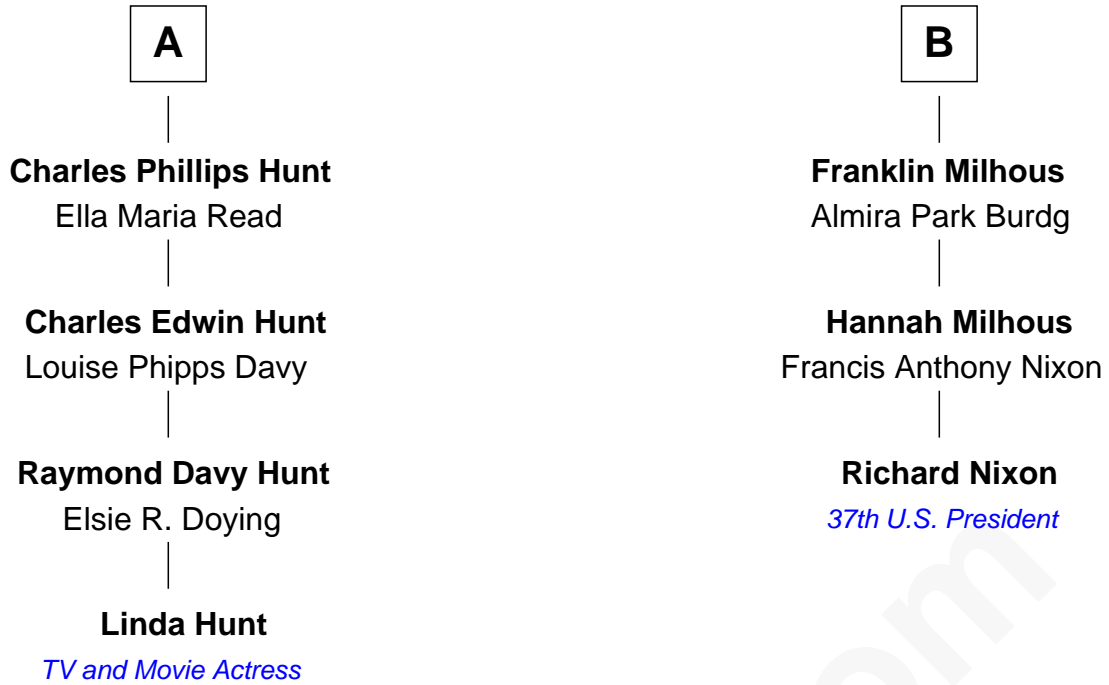 A
Charles Phillips Hunt
Ella Maria Read
Charles Edwin Hunt
Louise Phipps Davy
Raymond Davy Hunt
Elsie R. Doying
Linda Hunt
TV and Movie Actress
B
Franklin Milhous
Almira Park Burdg
Hannah Milhous
Francis Anthony Nixon
Richard Nixon
37th U.S. President
om